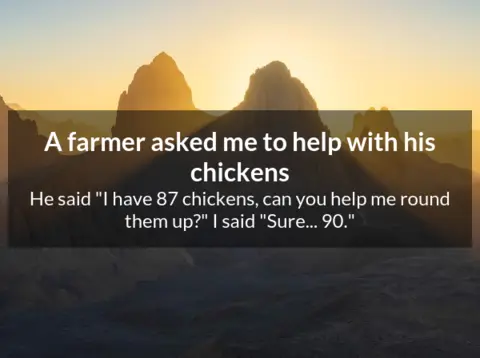 A farmer asked me to help with his
chickens
He said "I have 87 chickens, can you help me round
them up?" I said "Sure... 90."